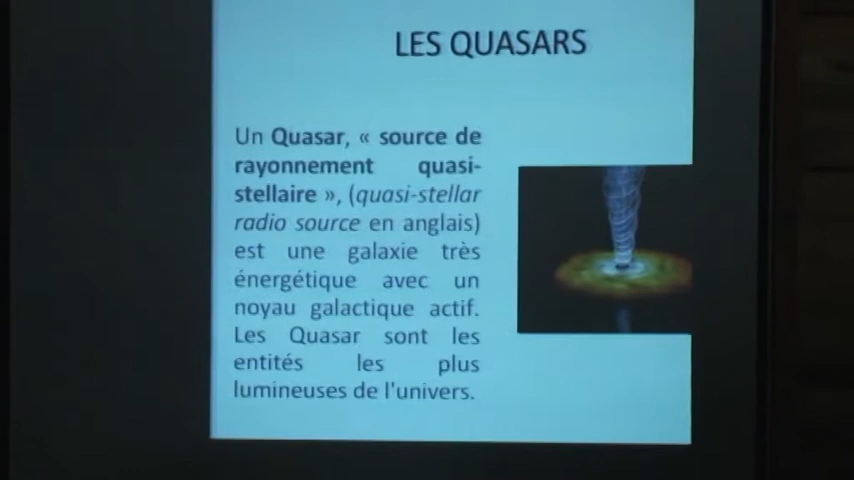 LES QUASARS
Un Quasar, « source de
rayonnement quasi-
stellaire », (quasi-stellar
radio source en anglais)
est une galaxie très
énergétique avec un
noyau galactique actif.
Les Quasar sont les
entités les plus
lumineuses de l'univers.